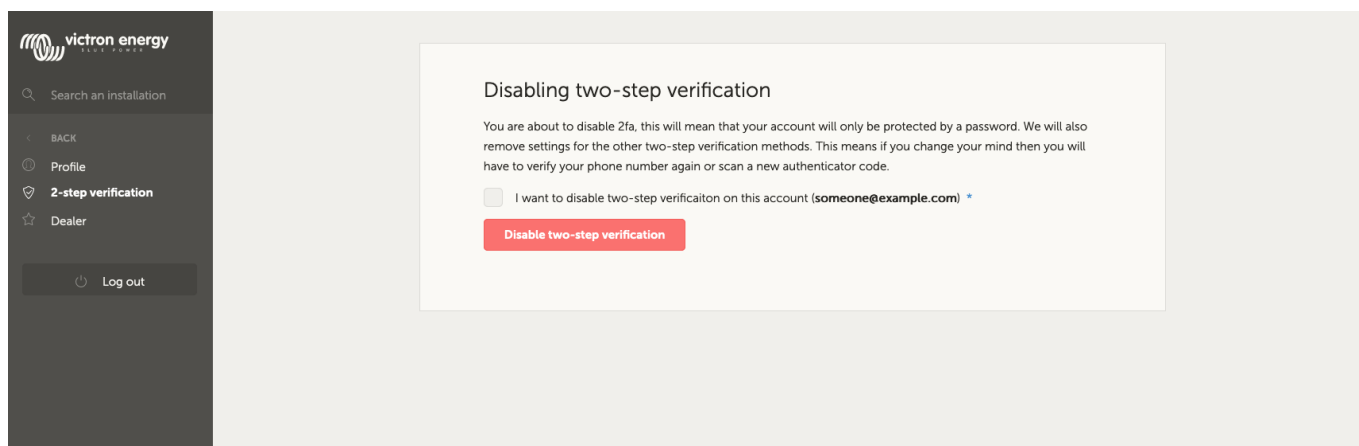 victron energy
BLUE POWER
Search an installation
BACK
Profile
2-step verification
Dealer
Log out
Disabling two-step verification
You are about to disable 2fa, this will mean that your account will only be protected by a password. We will also
remove settings for the other two-step verification methods. This means if you change your mind then you will
have to verify your phone number again or scan a new authenticator code.
I want to disable two-step verificaiton on this account (someone@example.com) *
Disable two-step verification